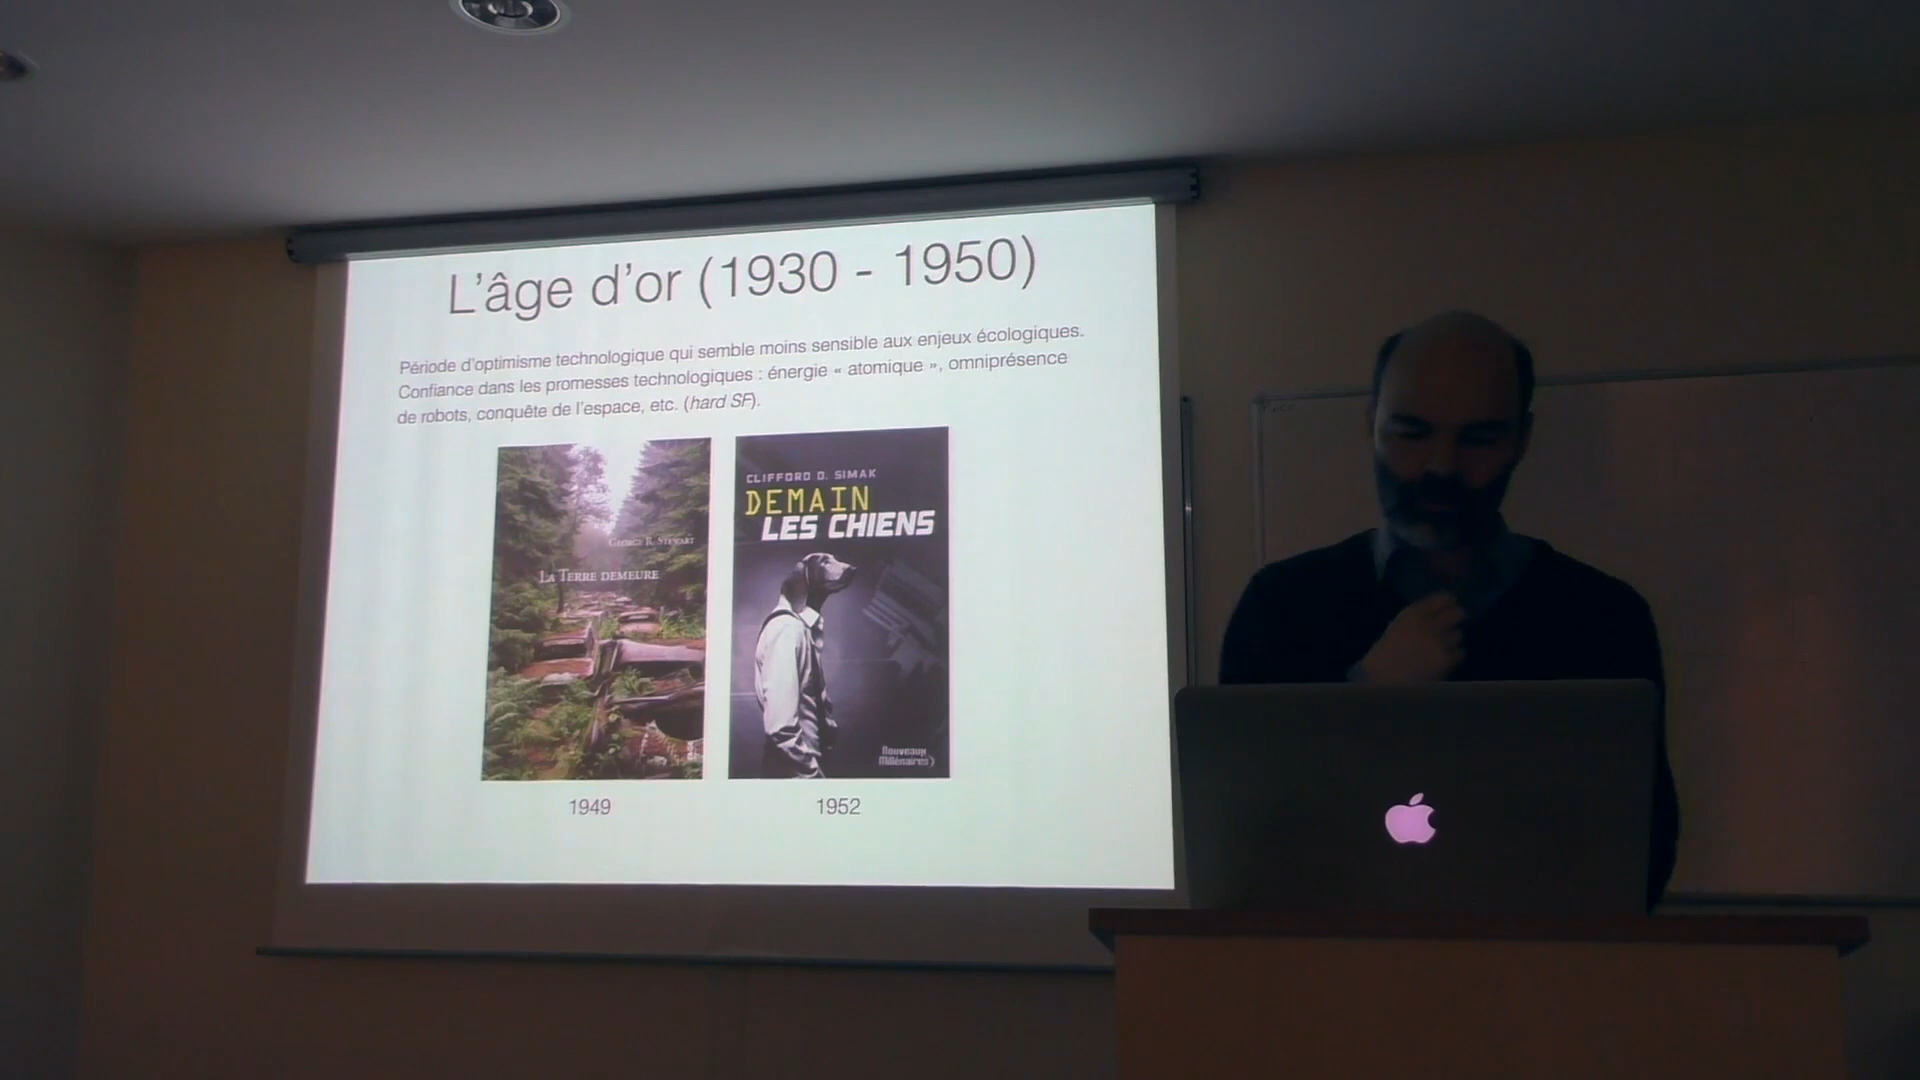 L'âge d'or (1930 - 1950)
Période d'optimisme technologique qui semble moins sensible aux enjeux écologiques.
Confiance dans les promesses technologiques : énergie « atomique », omniprésence
de robots, conquête de l'espace, etc. (hard SF).
George R. Stewart
La Terre demeure
CLIFFORD D. SIMAK
DEMAIN
LES CHIENS
Nouveaux
Millénaires
1949
1952